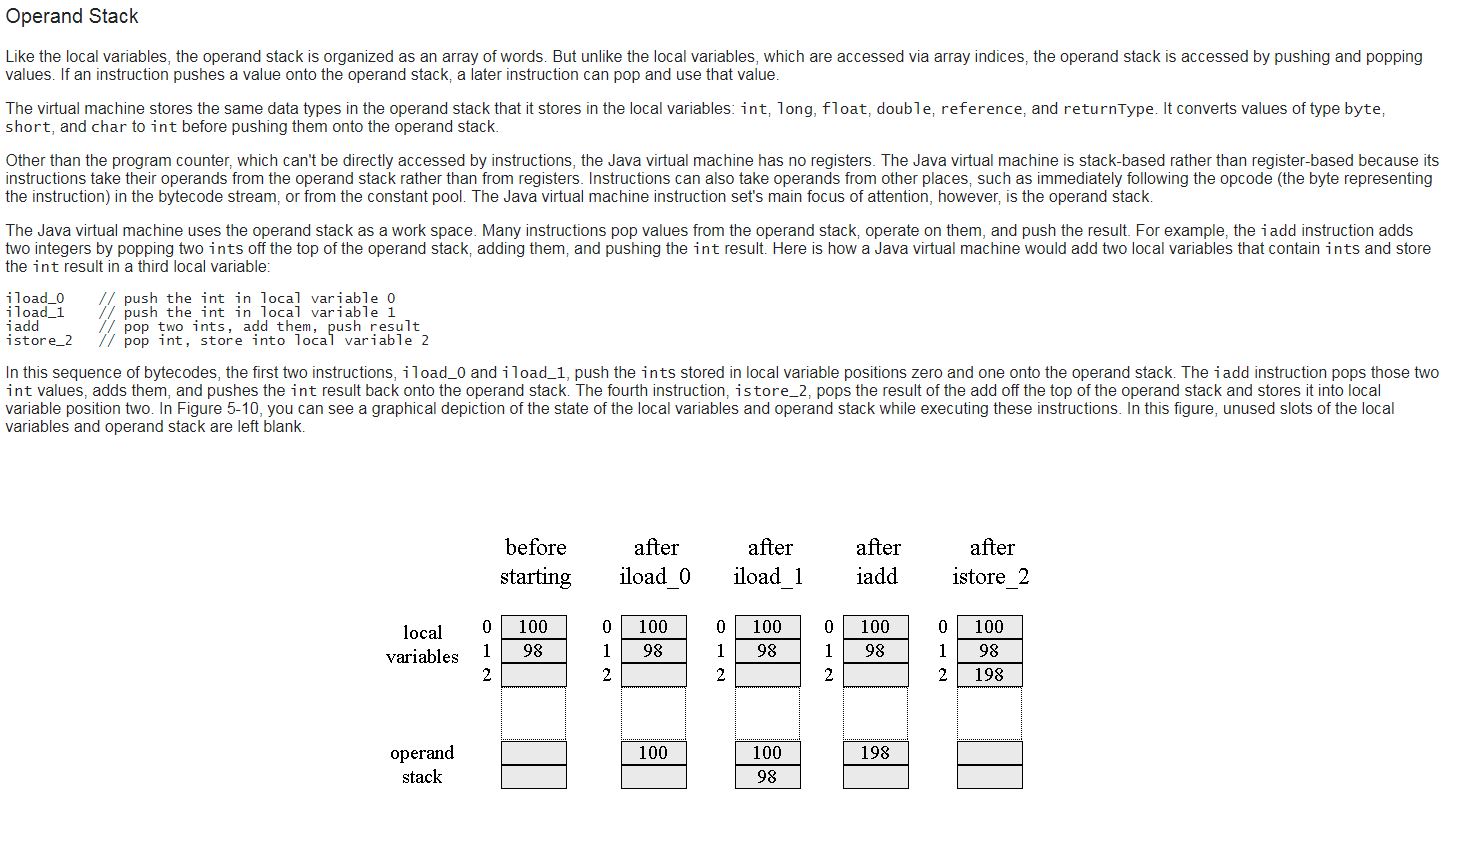 Operand Stack
Like the local variables, the operand stack is organized as an array of words. But unlike the local variables, which are accessed via array indices, the operand stack is accessed by pushing and popping
values. If an instruction pushes a value onto the operand stack, a later instruction can pop and use that value.
The virtual machine stores the same data types in the operand stack that it stores in the local variables: int, long, float, double, reference, and returnType. It converts values of type byte,
short, and char to int before pushing them onto the operand stack.
Other than the program counter, which can't be directly accessed by instructions, the Java virtual machine has no registers. The Java virtual machine is stack-based rather than register-based because its
instructions take their operands from the operand stack rather than from registers. Instructions can also take operands from other places, such as immediately following the opcode (the byte representing
the instruction) in the bytecode stream, or from the constant pool. The Java virtual machine instruction set's main focus of attention, however, is the operand stack.
The Java virtual machine uses the operand stack as a work space. Many instructions pop values from the operand stack, operate on them, and push the result. For example, the iadd instruction adds
two integers by popping two ints off the top of the operand stack, adding them, and pushing the int result. Here is how a Java virtual machine would add two local variables that contain ints and store
the int result in a third local variable:
iload_0    // push the int in local variable 0
iload_1    // push the int in local variable 1
iadd       // pop two ints, add them, push result
istore_2   // pop int, store into local variable 2
In this sequence of bytecodes, the first two instructions, iload_0 and iload_1, push the ints stored in local variable positions zero and one onto the operand stack. The iadd instruction pops those two
int values, adds them, and pushes the int result back onto the operand stack. The fourth instruction, istore_2, pops the result of the add off the top of the operand stack and stores it into local
variable position two. In Figure 5-10, you can see a graphical depiction of the state of the local variables and operand stack while executing these instructions. In this figure, unused slots of the local
variables and operand stack are left blank.
before after after after after
starting iload_0 iload_1 iadd istore_2
local 0 100 0 100 0 100 0 100 0 100
variables 1 98 1 98 1 98 1 98 1 98
2 2 2 2 2 198
operand 100 100 198
stack 98